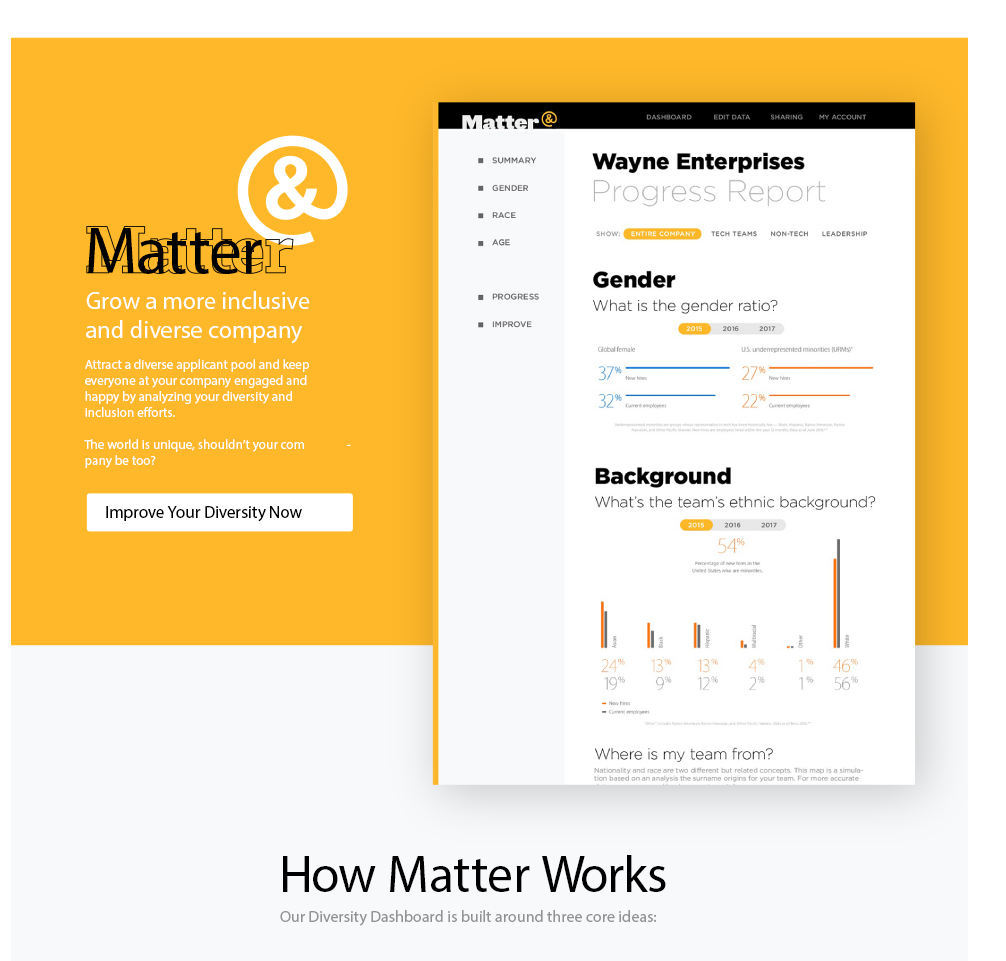 &
Matter
Grow a more inclusive
and diverse company
Attract a diverse applicant pool and keep
everyone at your company engaged and
happy by analyzing your diversity and
inclusion efforts.
The world is unique, shouldn't your com -
pany be too?
Improve Your Diversity Now
Matter &
DASHBOARD EDIT DATA SHARING MY ACCOUNT
SUMMARY
GENDER
RACE
AGE
PROGRESS
IMPROVE
Wayne Enterprises
Progress Report
SHOW: ENTIRE COMPANY TECH TEAMS NON-TECH LEADERSHIP
Gender
What is the gender ratio?
2015 2016 2017
Global female U.S. underrepresented minorities (URMs)*
37% New hires 27% New hires
32% Current employees 22% Current employees
Background
What's the team's ethnic background?
2015 2016 2017
54%
Percentage of new hires in the
United States who are minorities.
Asian Black Hispanic Multiracial Other White
24% 13% 13% 4% 1% 46%
19% 9% 12% 2% 1% 56%
New hires
Current employees
Where is my team from?
Nationality and race are two different but related concepts. This map is a simula-
tion based on an analysis the surname origins for your team. For more accurate
How Matter Works
Our Diversity Dashboard is built around three core ideas: